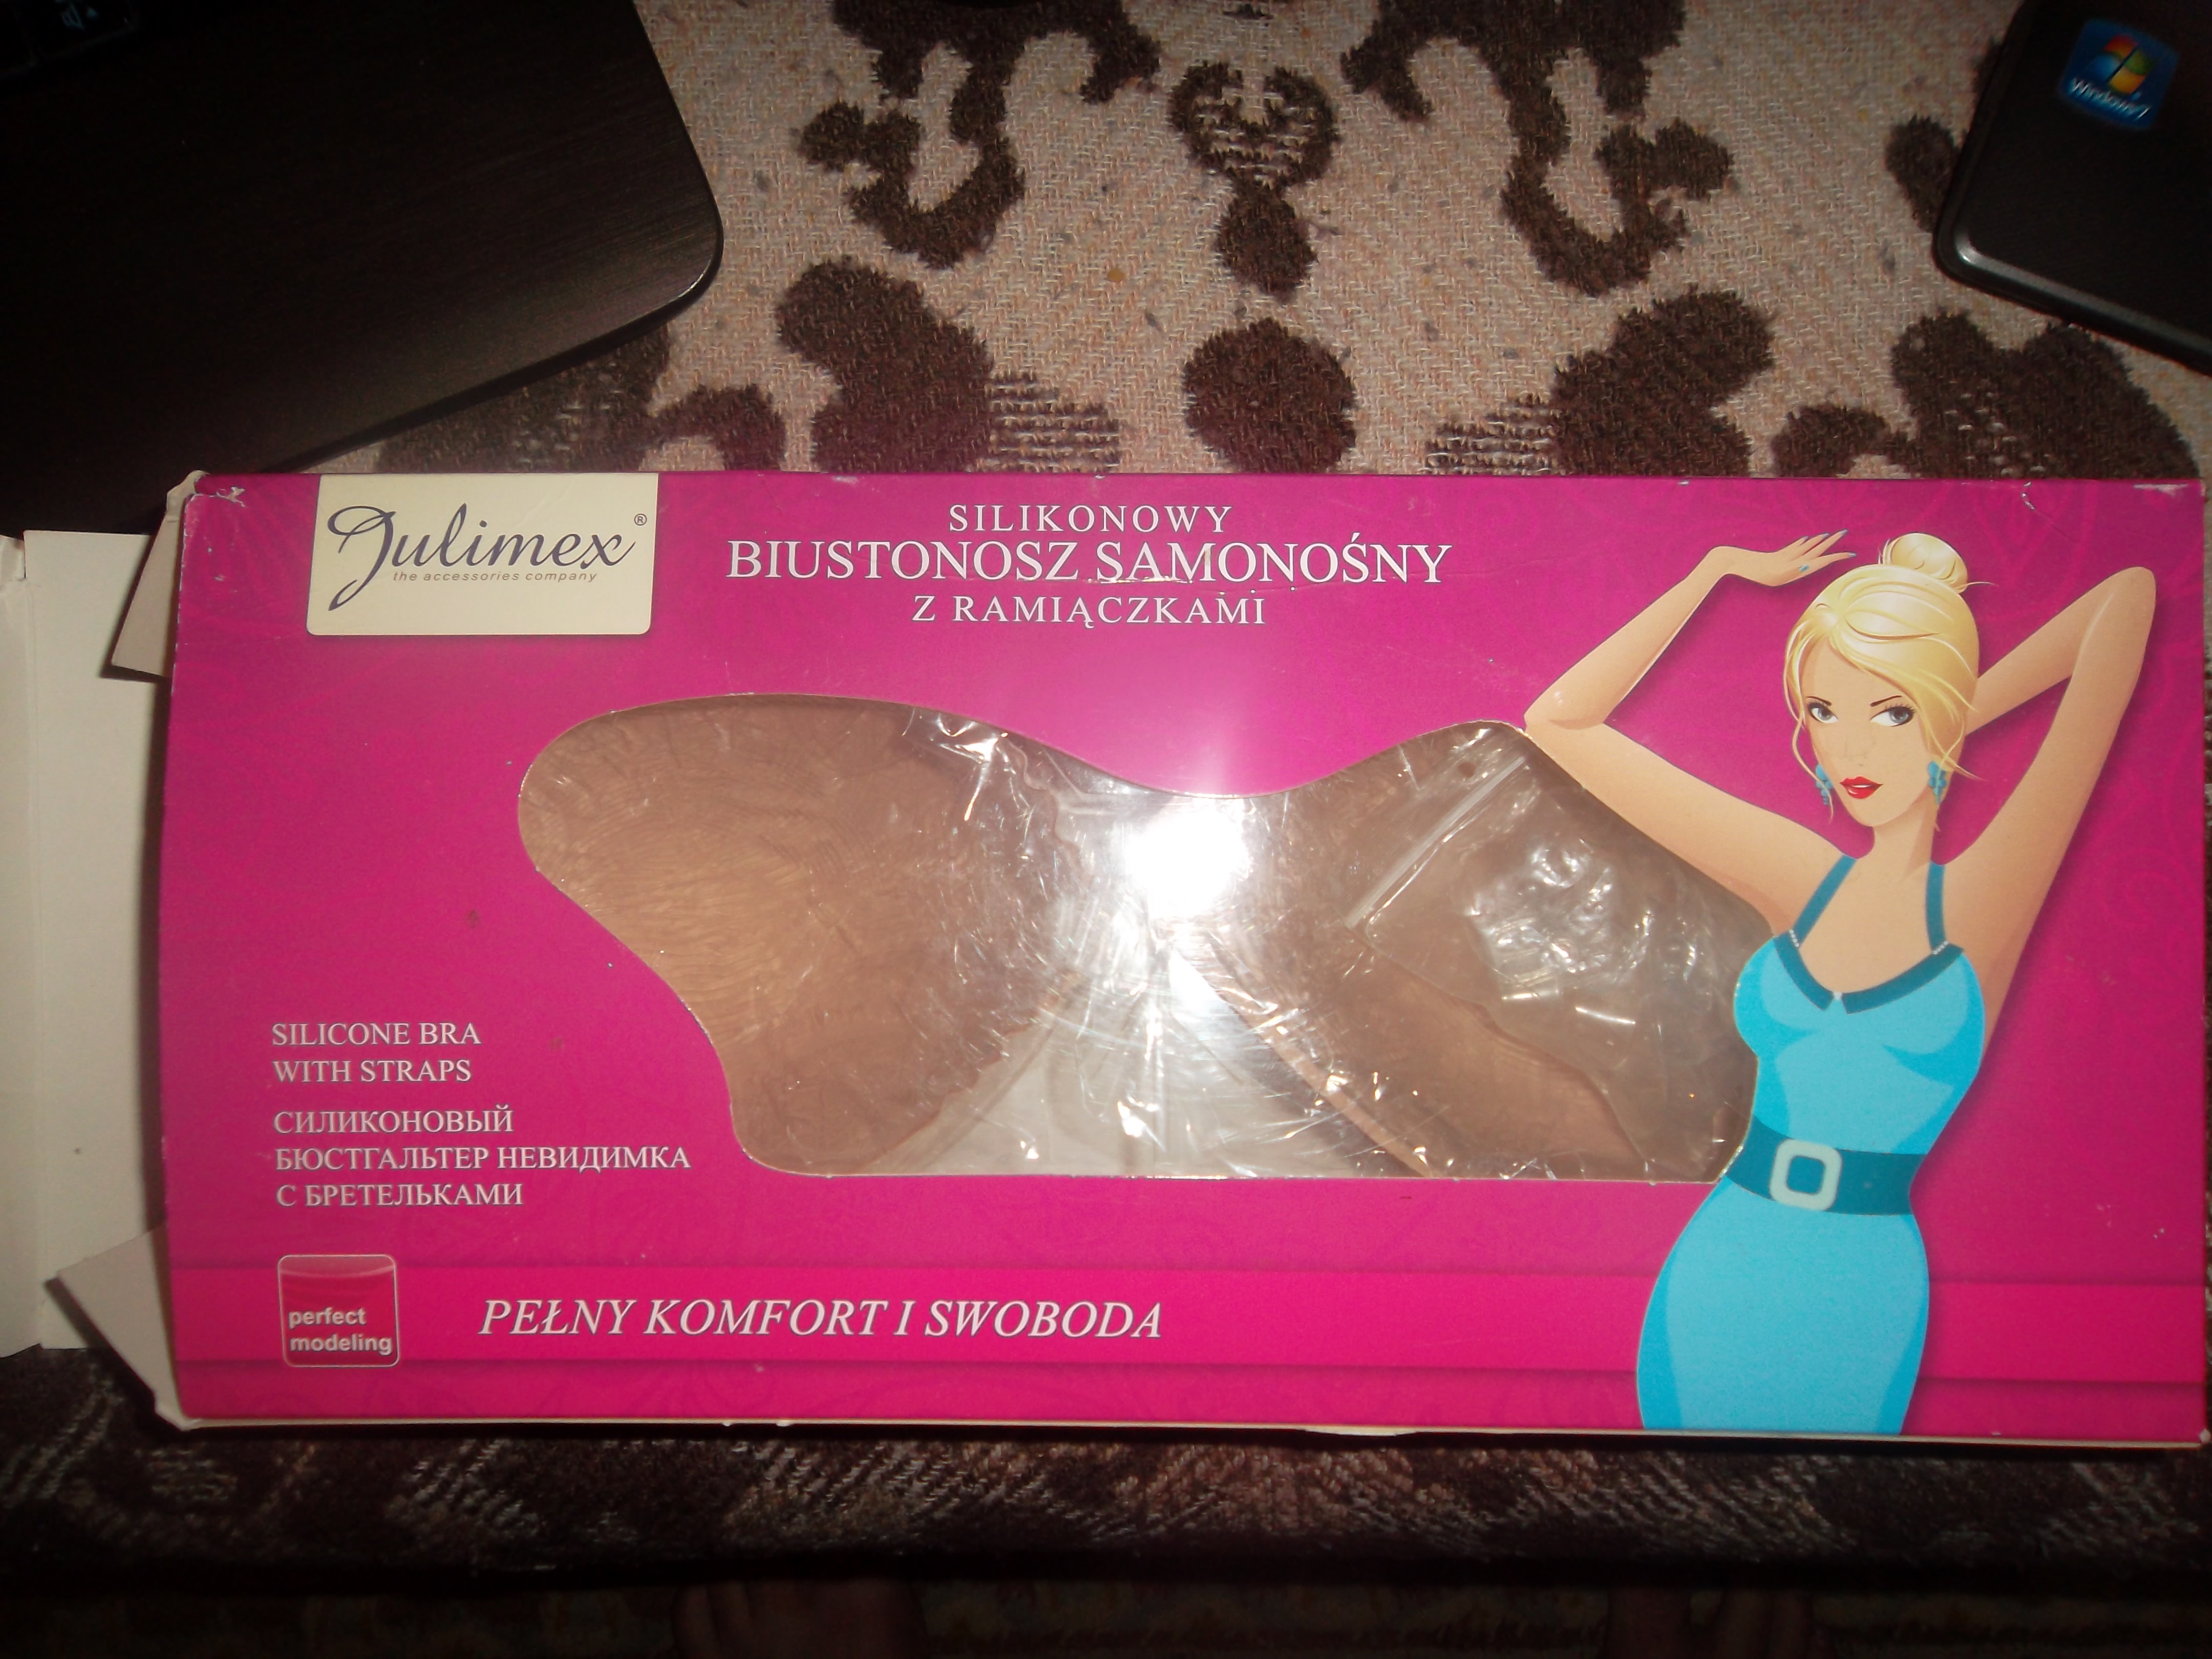 Julimex®
the accessories company
SILIKONOWY
BIUSTONOSZ SAMONOŚNY
Z RAMIĄCZKAMI
SILICONE BRA
WITH STRAPS
СИЛИКОНОВЫЙ
БЮСТГАЛЬТЕР НЕВИДИМКА
С БРЕТЕЛЬКАМИ
perfect
modeling
PEŁNY KOMFORT I SWOBODA
Windows 7